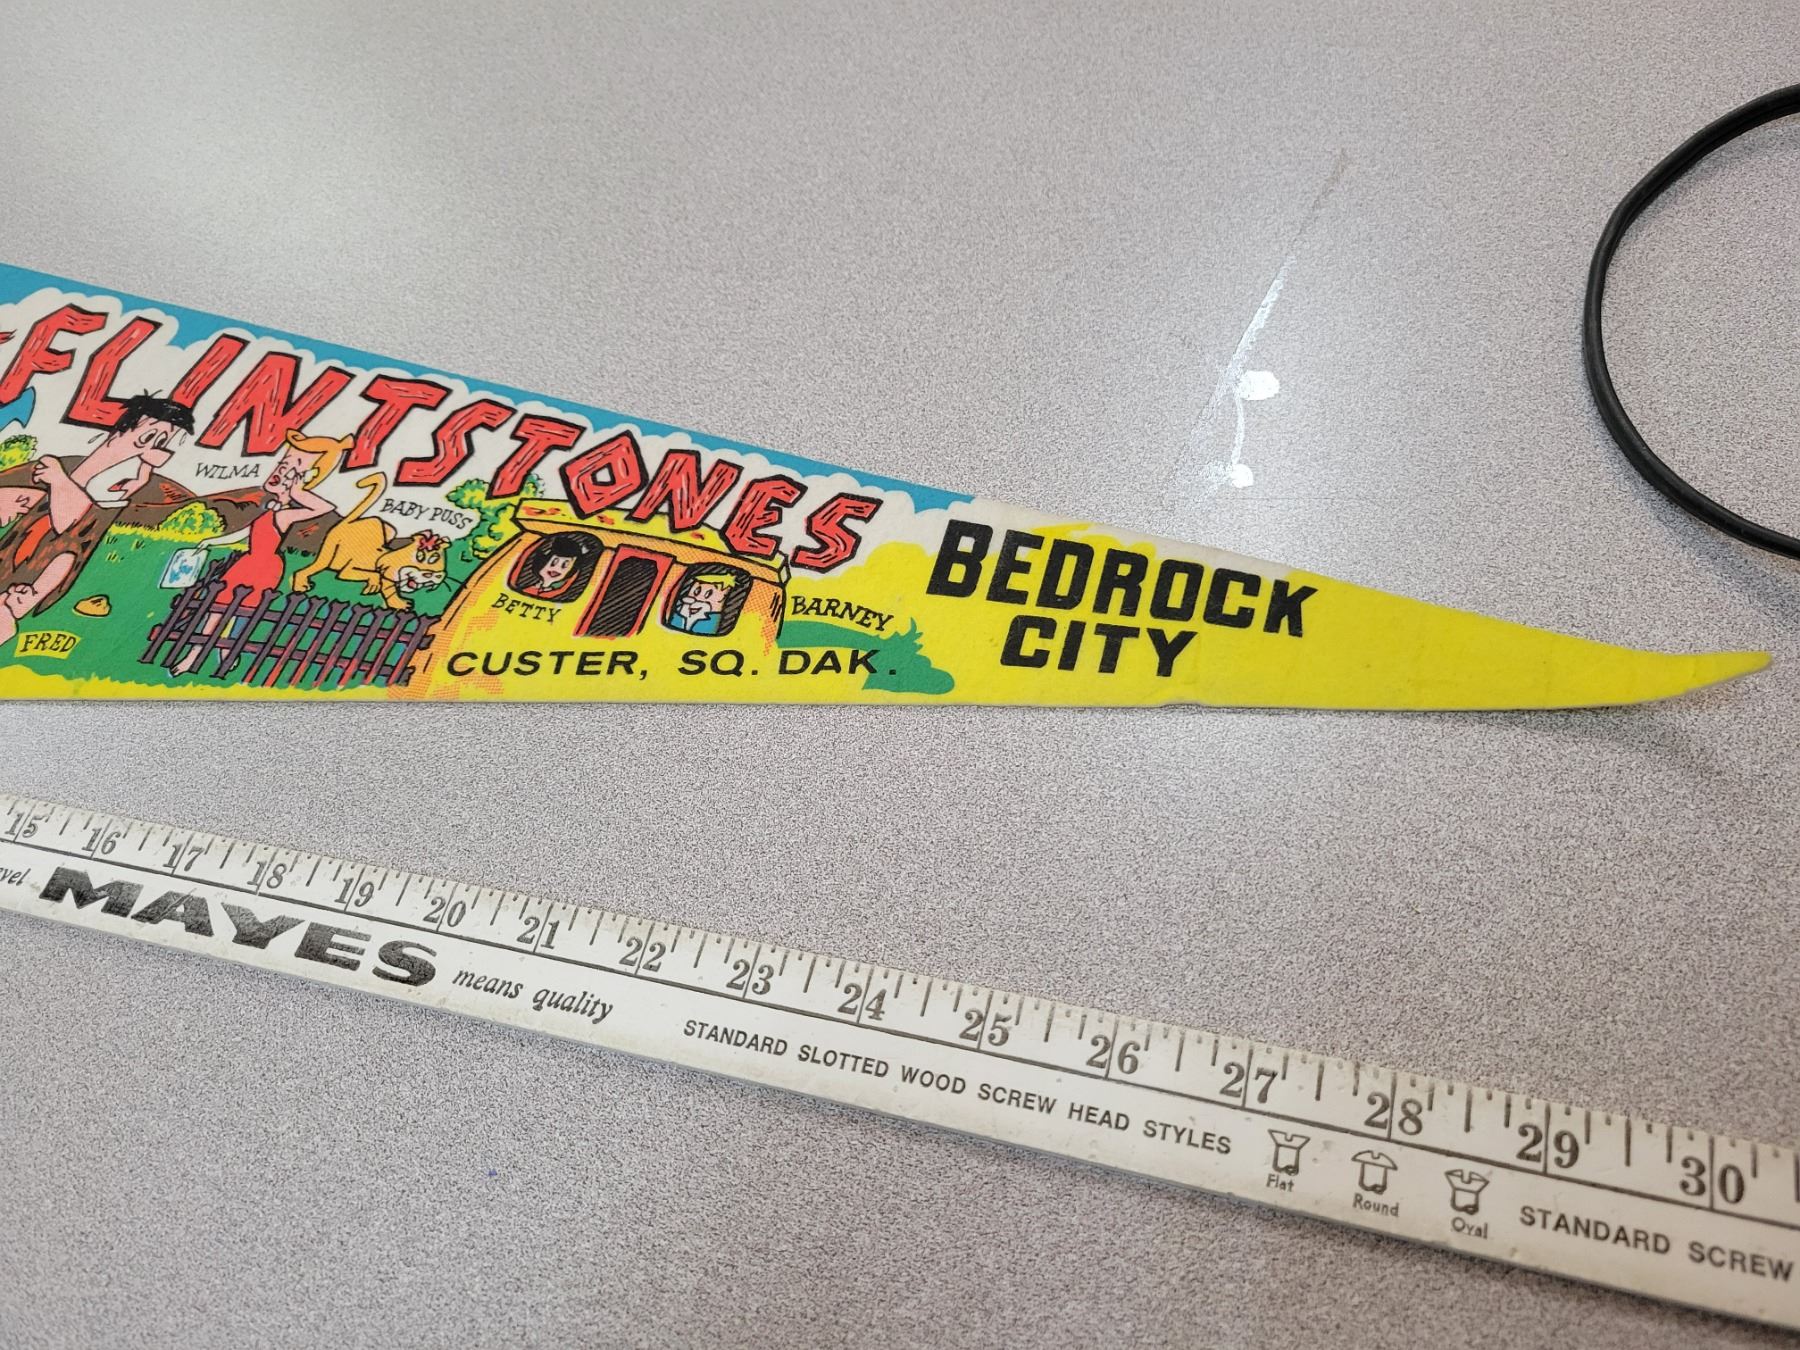 FLINTSTONES
WILMA
BABY PUSS
BETTY
BARNEY
FRED
CUSTER, SQ. DAK.
BEDROCK
CITY
15 16 17 18 19 20 21 22 23 24 25 26 27 28 29 30
MAYES means quality
STANDARD SLOTTED WOOD SCREW HEAD STYLES
Flat
Round
Oval
STANDARD SCREW